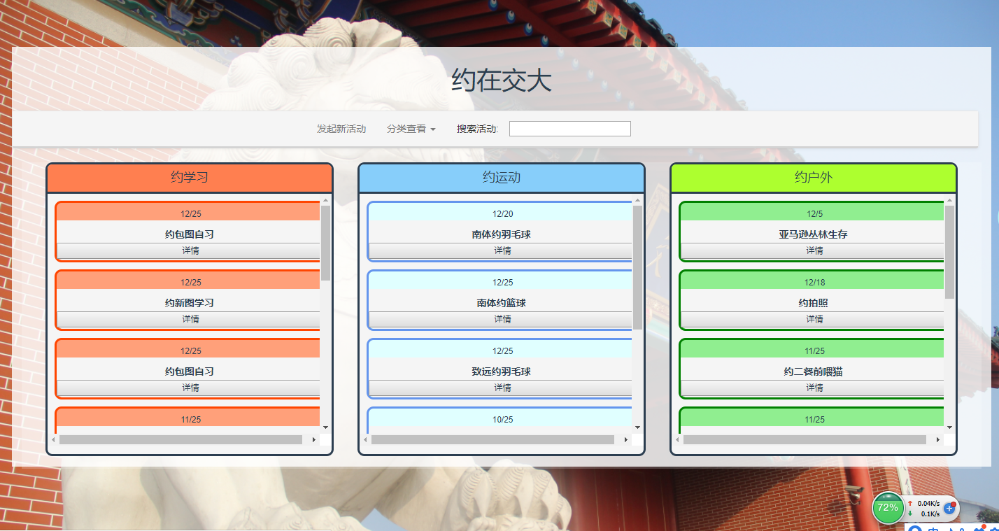 约在交大
发起新活动 分类查看 搜索活动:
约学习
12/25
约包图自习
详情
12/25
约新图学习
详情
12/25
约包图自习
详情
11/25
约运动
12/20
南体约羽毛球
详情
12/25
南体约篮球
详情
12/25
致远约羽毛球
详情
10/25
约户外
12/5
亚马逊丛林生存
详情
12/18
约拍照
详情
11/25
约二餐前喂猫
详情
11/25
72%
0.04K/s
0.1K/s